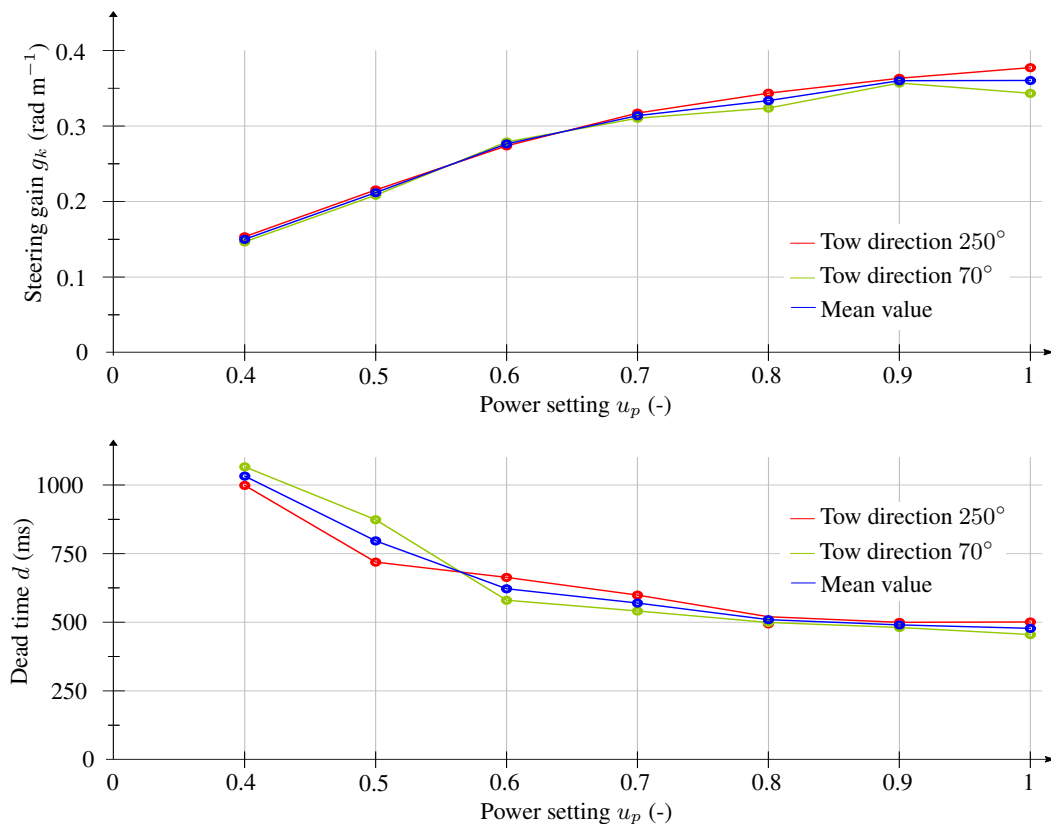 0.4
0.3
0.2
0.1
0
Steering gain g_k (rad m⁻¹)
Tow direction 250°
Tow direction 70°
Mean value
0 0.4 0.5 0.6 0.7 0.8 0.9 1
Power setting u_p (-)
1000
750
500
250
0
Dead time d (ms)
Tow direction 250°
Tow direction 70°
Mean value
0 0.4 0.5 0.6 0.7 0.8 0.9 1
Power setting u_p (-)